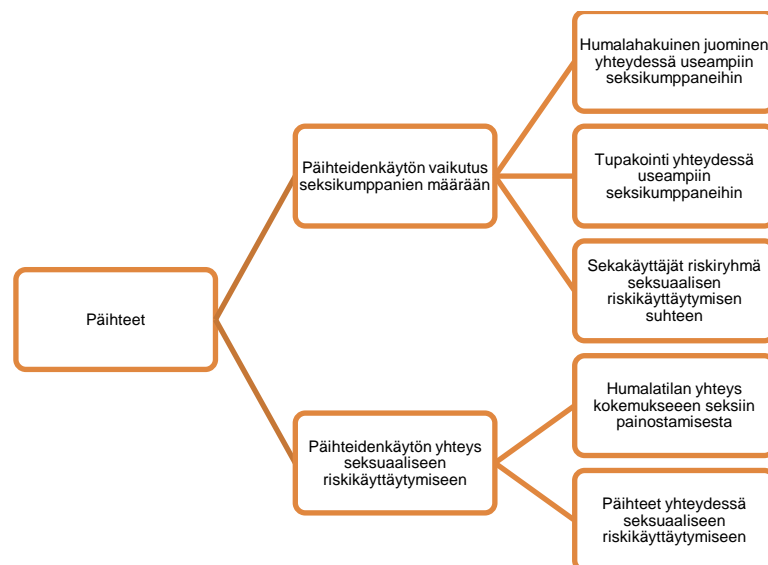 Päihteet
Päihteidenkäytön vaikutus
seksikumppanien määrään
Humalahakuinen juominen
yhteydessä useampiin
seksikumppaneihin
Tupakointi yhteydessä
useampiin
seksikumppaneihin
Sekakäyttäjät riskiryhmä
seksuaalisen
riskikäyttäytymisen
suhteen
Päihteidenkäytön yhteys
seksuaaliseen
riskikäyttäytymiseen
Humalatilan yhteys
kokemukseeen seksiin
painostamisesta
Päihteet yhteydessä
seksuaaliseen
riskikäyttäytymiseen